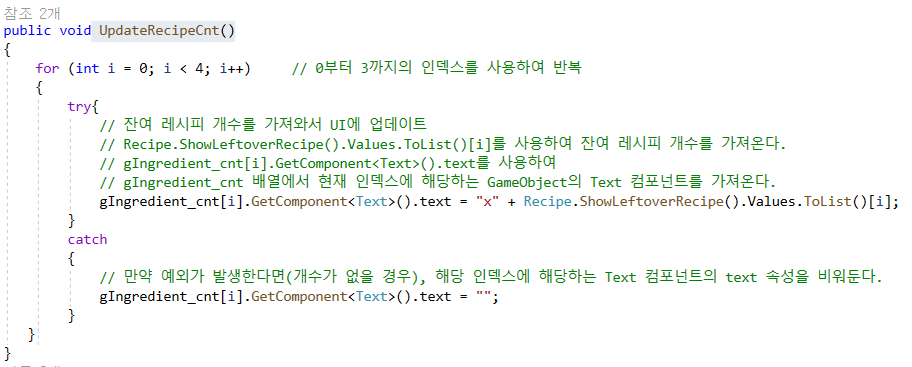 참조 2개
public void UpdateRecipeCnt()
{
for (int i = 0; i < 4; i++) // 0부터 3까지의 인덱스를 사용하여 반복
{
try{
// 잔여 레시피 개수를 가져와서 UI에 업데이트
// Recipe.ShowLeftoverRecipe().Values.ToList()[i]를 사용하여 잔여 레시피 개수를 가져온다.
// gIngredient_cnt[i].GetComponent<Text>().text를 사용하여
// gIngredient_cnt 배열에서 현재 인덱스에 해당하는 GameObject의 Text 컴포넌트를 가져온다.
gIngredient_cnt[i].GetComponent<Text>().text = "x" + Recipe.ShowLeftoverRecipe().Values.ToList()[i];
}
catch
{
// 만약 예외가 발생한다면(개수가 없을 경우), 해당 인덱스에 해당하는 Text 컴포넌트의 text 속성을 비워둔다.
gIngredient_cnt[i].GetComponent<Text>().text = "";
}
}
}